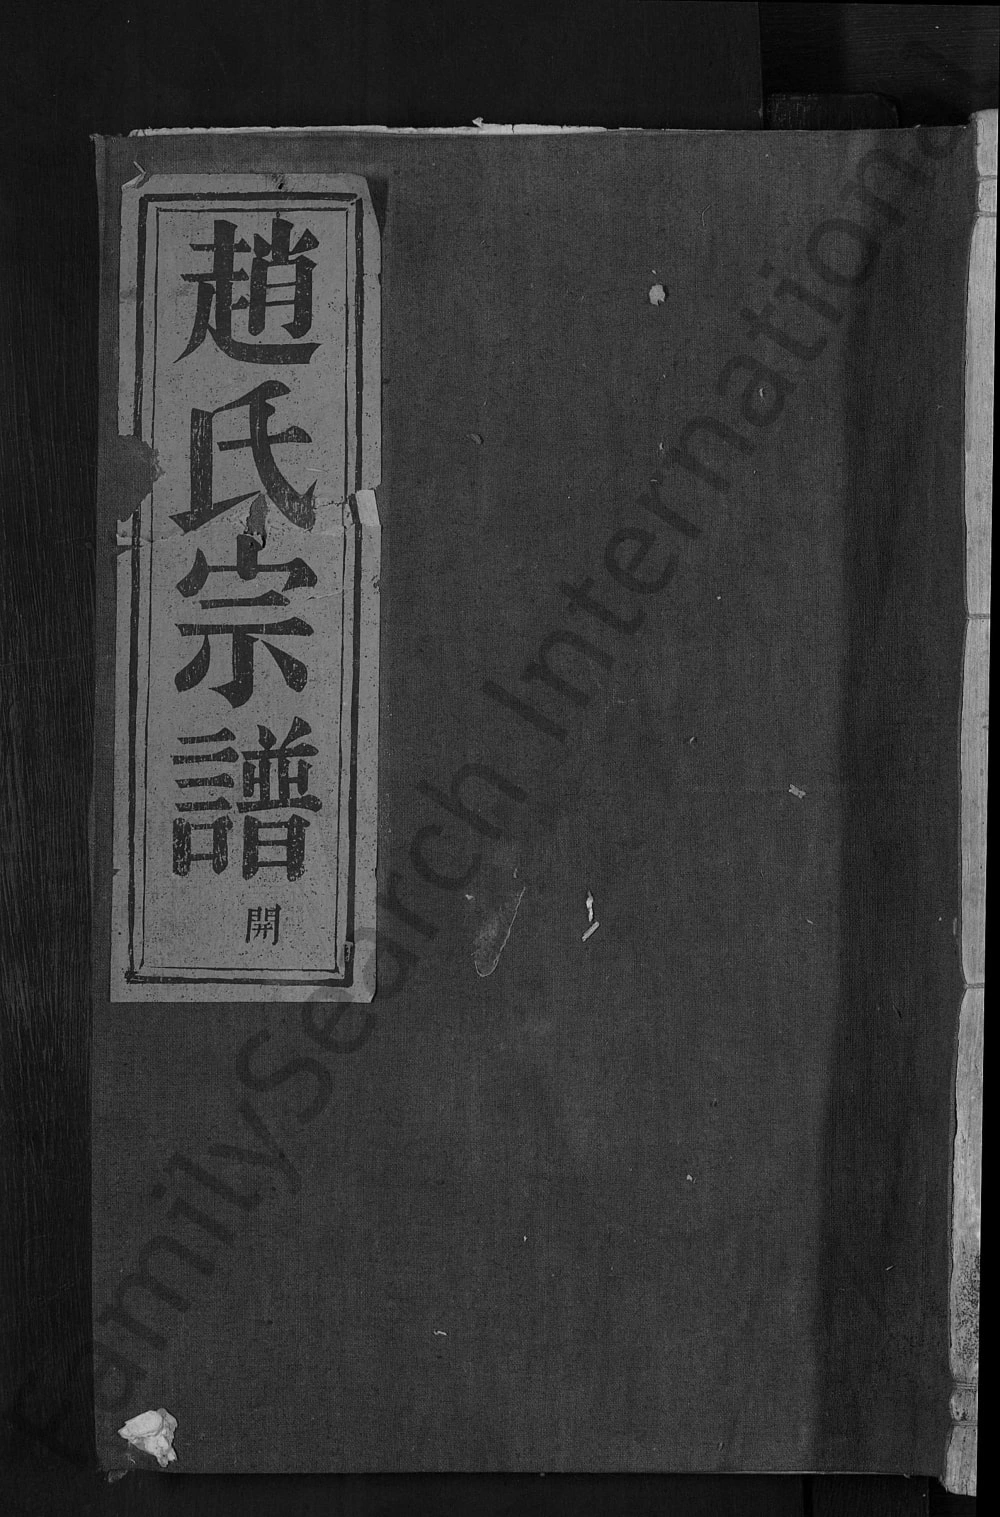 趙氏宗譜
開
FamilySearch International